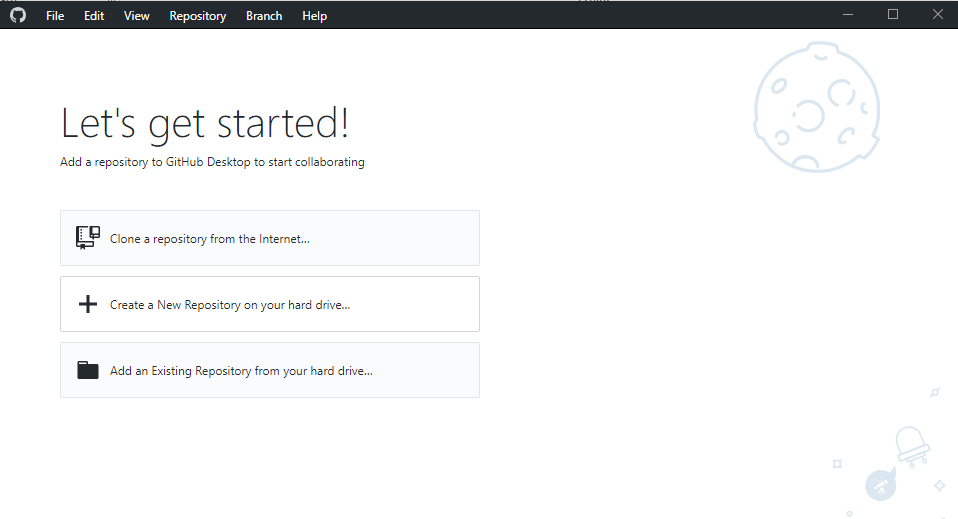 File Edit View Repository Branch Help
Let's get started!
Add a repository to GitHub Desktop to start collaborating
Clone a repository from the Internet...
Create a New Repository on your hard drive...
Add an Existing Repository from your hard drive...